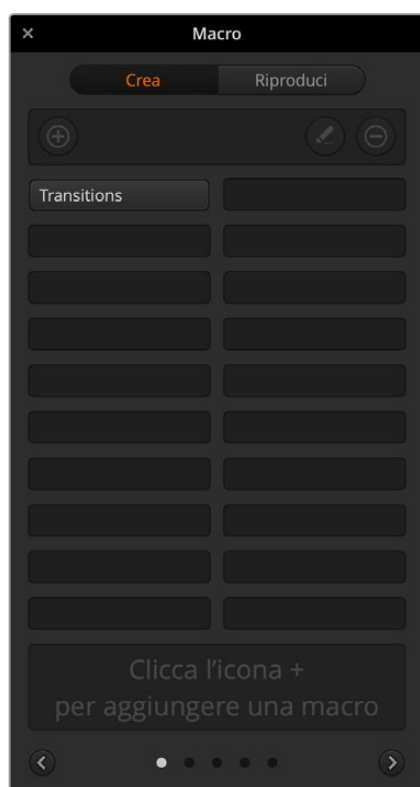 Macro
Crea
Riproduci
Transitions
Clicca l'icona +
per aggiungere una macro